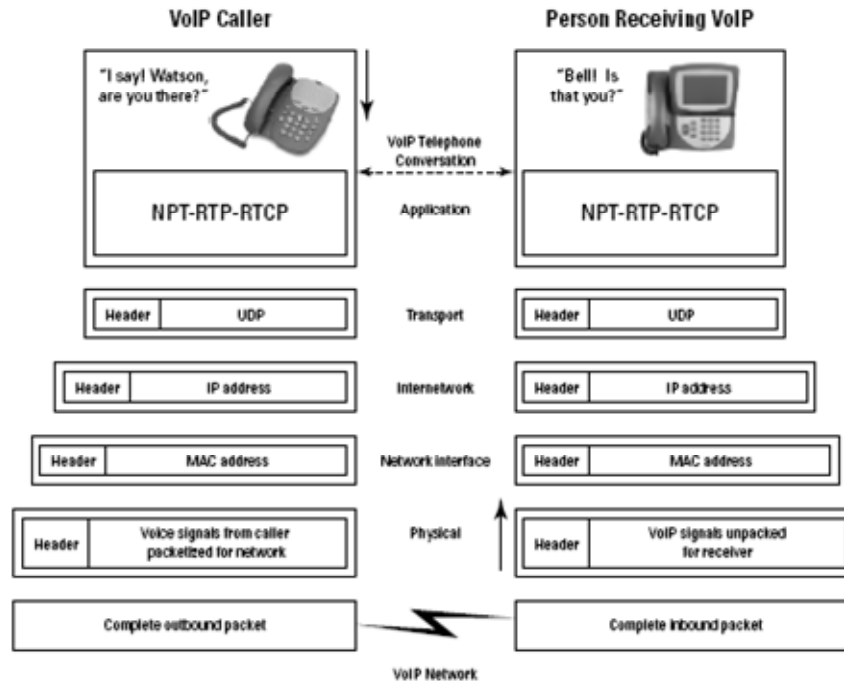 VoIP Caller
Person Receiving VoIP
"I say! Watson,
are you there?"
"Bell! Is
that you?"
VoIP Telephone
Conversation
NPT-RTP-RTCP
Application
NPT-RTP-RTCP
Header
UDP
Transport
Header
UDP
Header
IP address
Internetwork
Header
IP address
Header
MAC address
Network interface
Header
MAC address
Header
Voice signals from caller
packetized for network
Physical
Header
VoIP signals unpacked
for receiver
Complete outbound packet
Complete inbound packet
VoIP Network